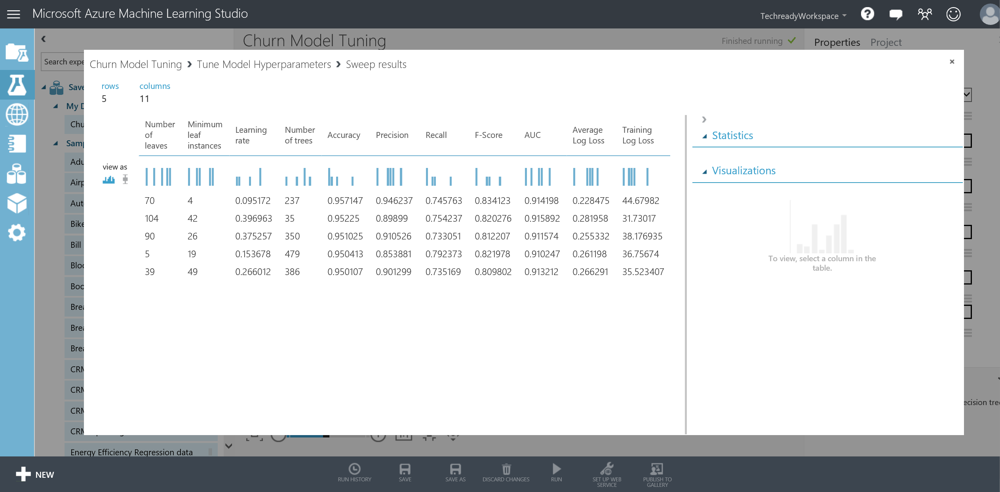 Microsoft Azure Machine Learning Studio
TechreadyWorkspace
Churn Model Tuning
Finished running
Properties Project
Search expe
Churn Model Tuning > Tune Model Hyperparameters > Sweep results
rows columns
5 11
Number of leaves
Minimum leaf instances
Learning rate
Number of trees
Accuracy
Precision
Recall
F-Score
AUC
Average Log Loss
Training Log Loss
view as
70 4 0.095172 237 0.957147 0.946237 0.745763 0.834123 0.914198 0.228475 44.67982
104 42 0.396963 35 0.95225 0.89899 0.754237 0.820276 0.915892 0.281958 31.73017
90 26 0.375257 350 0.951025 0.910526 0.733051 0.812207 0.911574 0.255332 38.176935
5 19 0.153678 479 0.950413 0.853881 0.792373 0.821978 0.910247 0.261198 36.75674
39 49 0.266012 386 0.950107 0.901299 0.735169 0.809802 0.913212 0.266291 35.523407
Statistics
Visualizations
To view, select a column in the
table.
Save
My D
Chu
Samp
Adu
Airp
Aut
Bike
Bill
Bloo
Boo
Brea
Brea
Brea
CRM
CRM
CRM
CRM
Energy Efficiency Regression data
ecision tre
NEW
RUN HISTORY
SAVE
SAVE AS
DISCARD CHANGES
RUN
SET UP WEB
SERVICE
PUBLISH TO
GALLERY